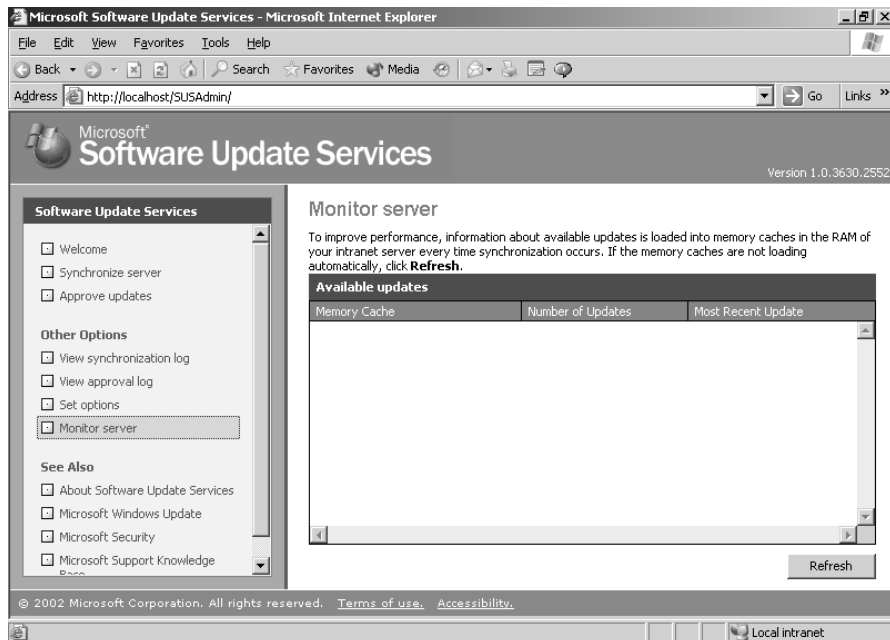 Microsoft Software Update Services - Microsoft Internet Explorer
File Edit View Favorites Tools Help
Back Search Favorites Media
Address http://localhost/SUSAdmin/ Go Links »
Microsoft®
Software Update Services
Version 1.0.3630.2552
Software Update Services
Welcome
Synchronize server
Approve updates
Other Options
View synchronization log
View approval log
Set options
Monitor server
See Also
About Software Update Services
Microsoft Windows Update
Microsoft Security
Microsoft Support Knowledge
Monitor server
To improve performance, information about available updates is loaded into memory caches in the RAM of
your intranet server every time synchronization occurs. If the memory caches are not loading
automatically, click Refresh.
Available updates
Memory Cache Number of Updates Most Recent Update
Refresh
© 2002 Microsoft Corporation. All rights reserved. Terms of use. Accessibility.
Local intranet